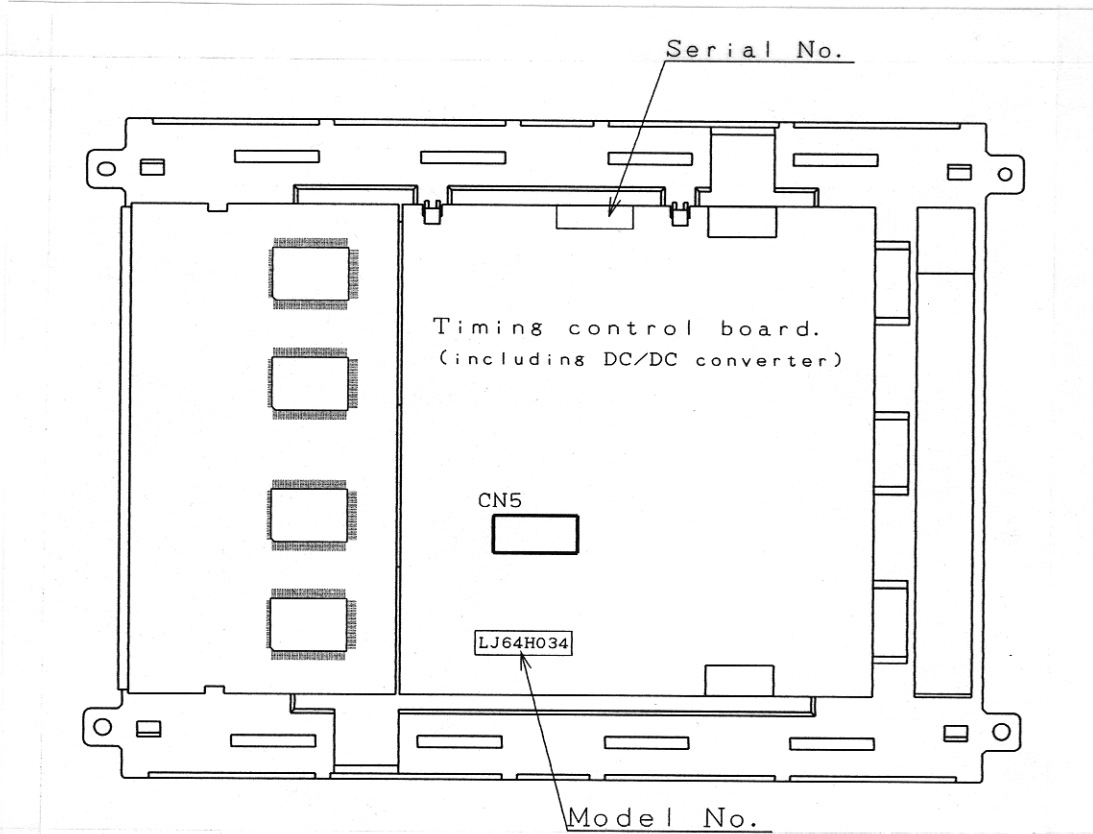 Serial No.
Timing control board.
(including DC/DC converter)
CN5
LJ64H034
Model No.